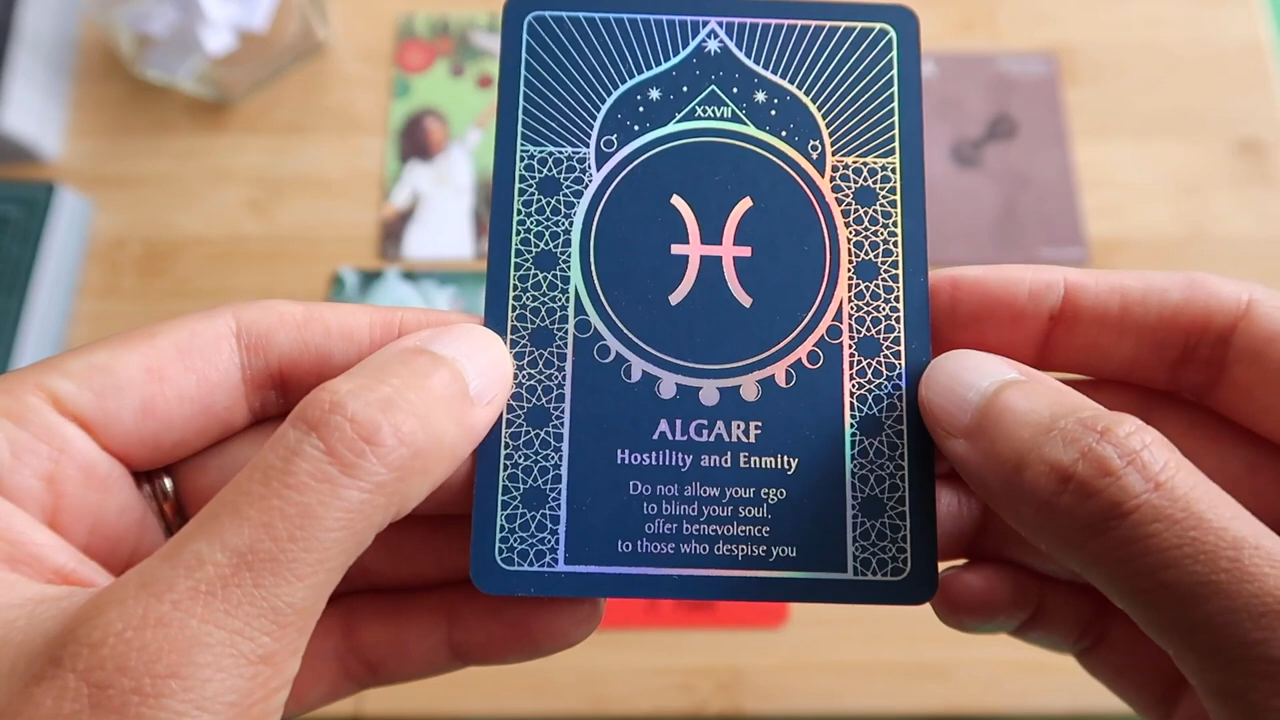 XXVII
ALGARF
Hostility and Enmity
Do not allow your ego
to blind your soul,
offer benevolence
to those who despise you